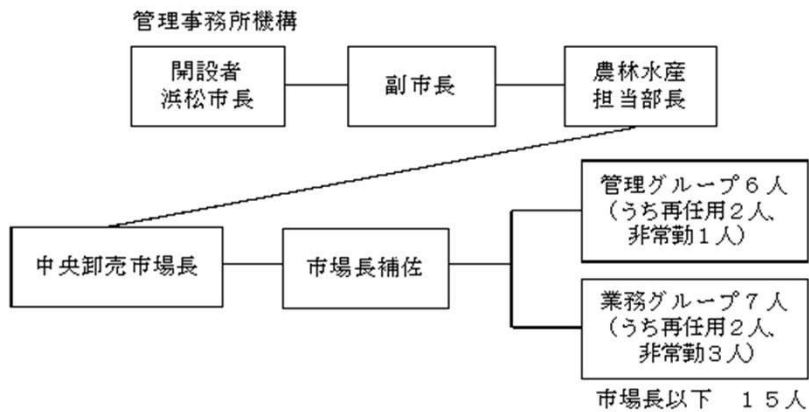 管理事務所機構
開設者
浜松市長
副市長
農林水産
担当部長
中央卸売市場長
市場長補佐
管理グループ６人
（うち再任用２人、
非常勤１人）
業務グループ７人
（うち再任用２人、
非常勤３人）
市場長以下　１５人